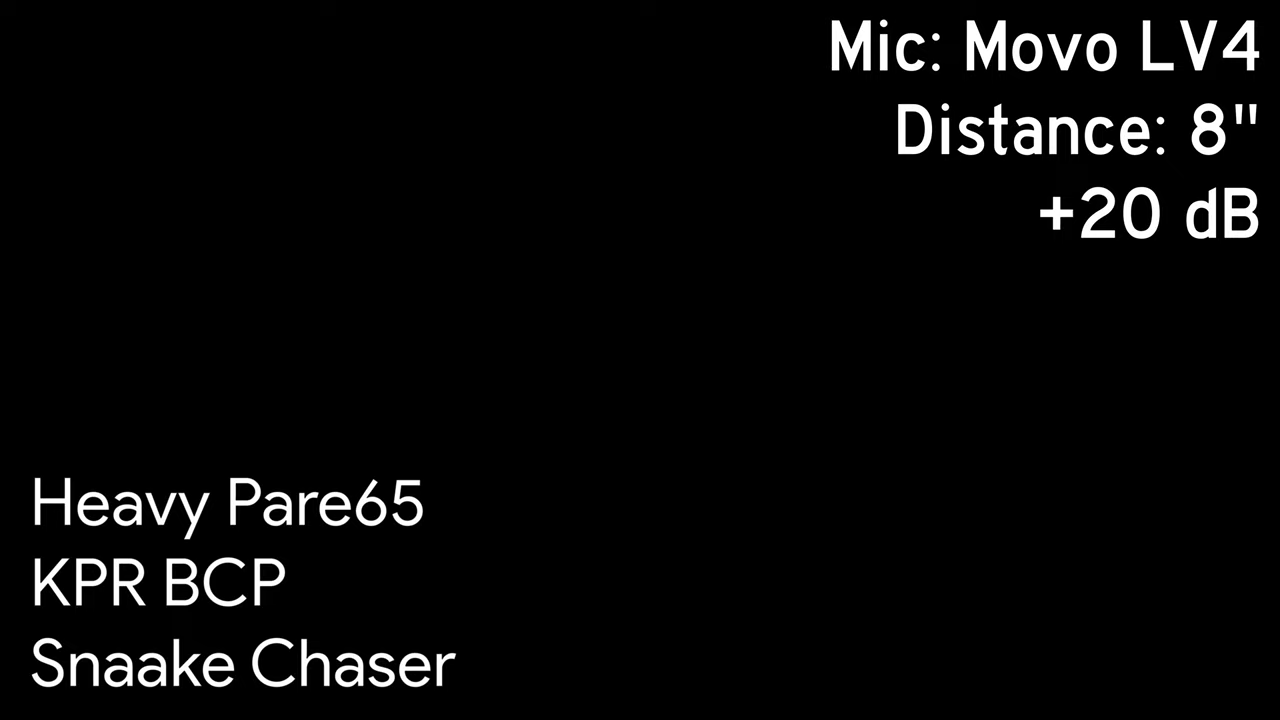 Mic: Movo LV4
Distance: 8"
+20 dB
Heavy Pare65
KPR BCP
Snaake Chaser